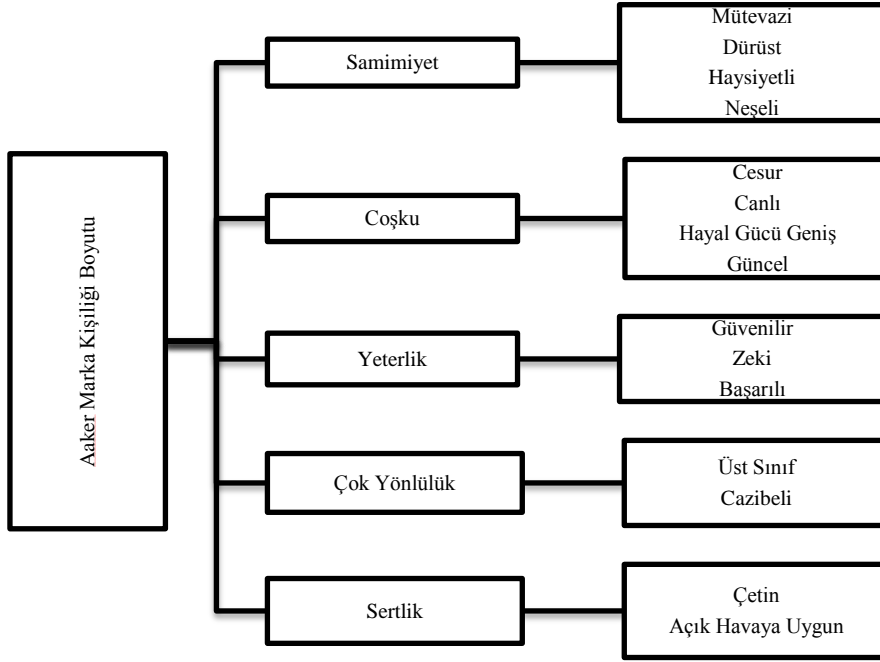 Aaker Marka Kişiliği Boyutu
Samimiyet
Mütevazi
Dürüst
Haysiyetli
Neşeli
Coşku
Cesur
Canlı
Hayal Gücü Geniş
Güncel
Yeterlik
Güvenilir
Zeki
Başarılı
Çok Yönlülük
Üst Sınıf
Cazibeli
Sertlik
Çetin
Açık Havaya Uygun